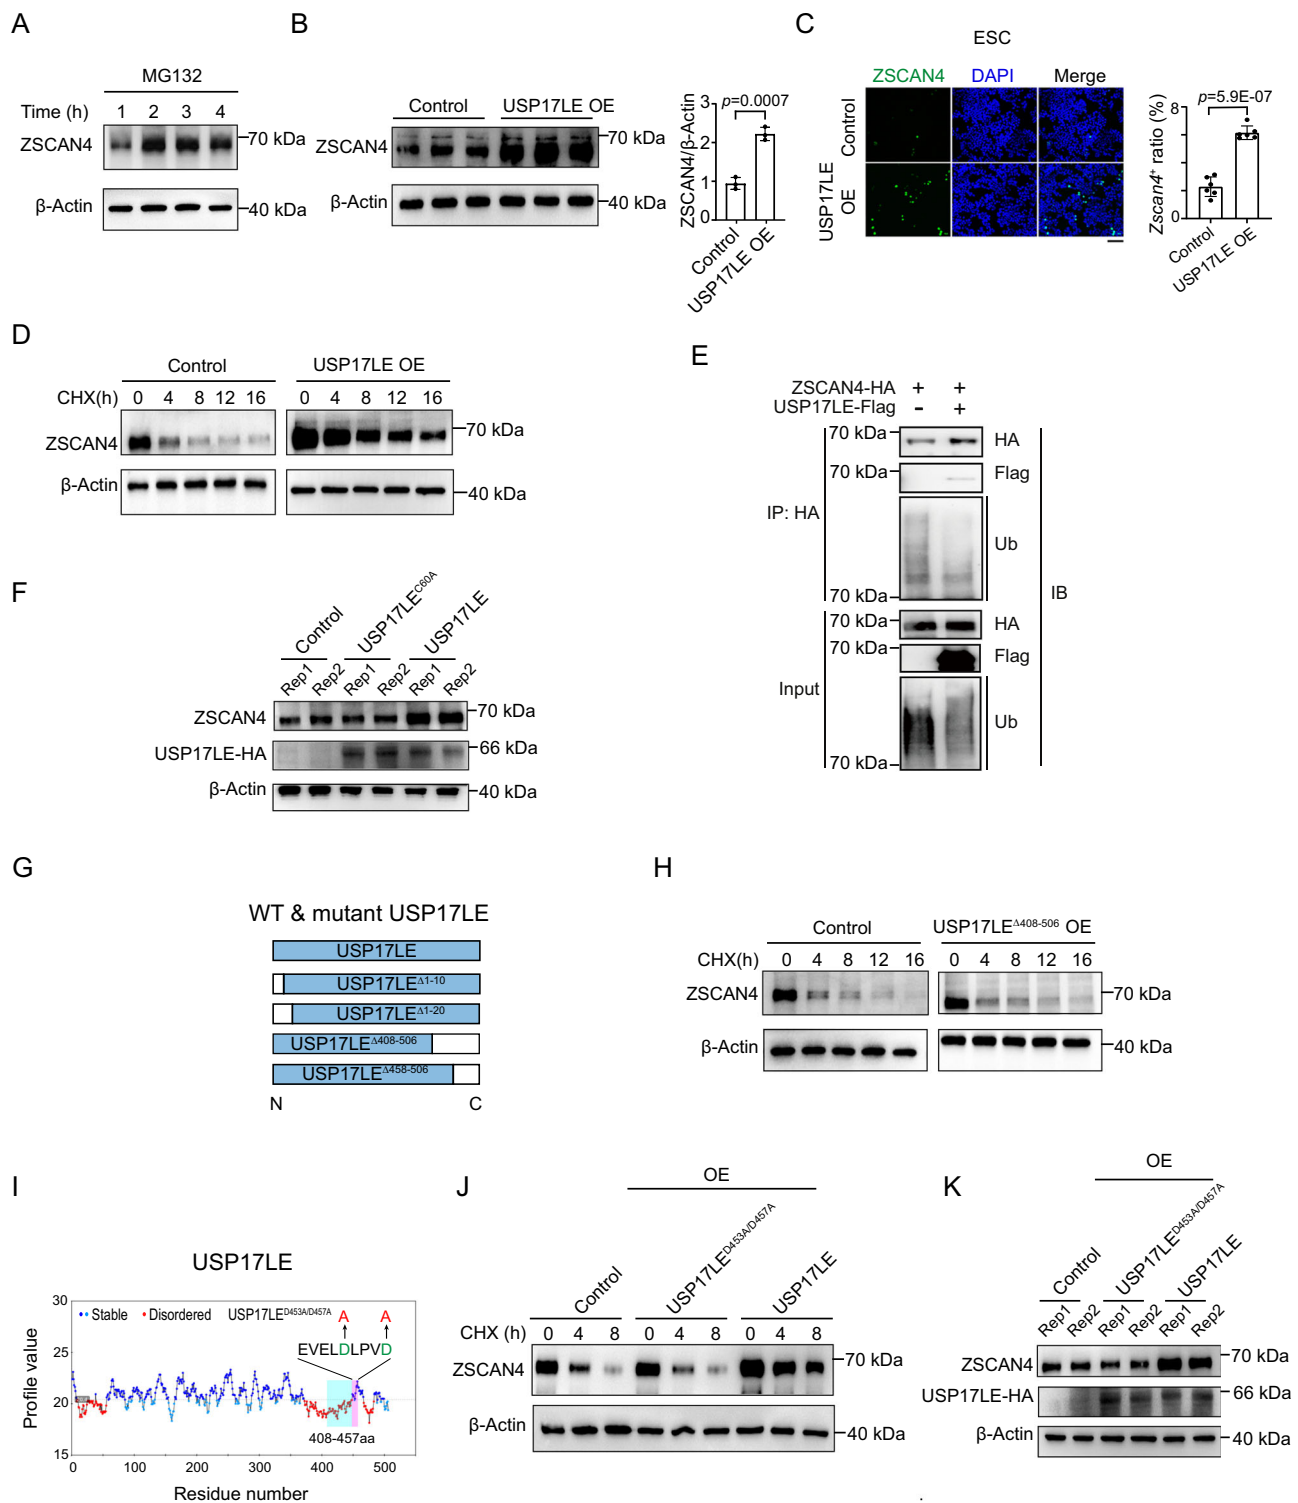 A
MG132
Time (h) 1 2 3 4
ZSCAN4
70 kDa
β-Actin
40 kDa
B
Control USP17LE OE
ZSCAN4
70 kDa
β-Actin
40 kDa
ZSCAN4/β-Actin
3
2
1
0
p=0.0007
Control
USP17LE OE
C
ESC
ZSCAN4 DAPI Merge
Control
USP17LE
OE
Zscan4+ ratio (%)
8
4
0
p=5.9E-07
Control
USP17LE OE
D
Control USP17LE OE
CHX(h) 0 4 8 12 16 0 4 8 12 16
ZSCAN4
70 kDa
β-Actin
40 kDa
E
ZSCAN4-HA + +
USP17LE-Flag - +
IP: HA
70 kDa HA
70 kDa Flag
Ub
70 kDa
IB
Input
70 kDa HA
70 kDa Flag
Ub
70 kDa
F
Control USP17LEC60A USP17LE
Rep1 Rep2 Rep1 Rep2 Rep1 Rep2
ZSCAN4 70 kDa
USP17LE-HA 66 kDa
β-Actin 40 kDa
G
WT & mutant USP17LE
USP17LE
USP17LEΔ1-10
USP17LEΔ1-20
USP17LEΔ408-506
USP17LEΔ458-506
N C
H
Control USP17LEΔ408-506 OE
CHX(h) 0 4 8 12 16 0 4 8 12 16
ZSCAN4 70 kDa
β-Actin 40 kDa
I
USP17LE
Profile value
30
25
20
15
Stable Disordered USP17LED453A/D457A A A
EVELDLPVD
408-457aa
0 100 200 300 400 500
Residue number
J
OE
Control USP17LED453A/D457A USP17LE
CHX (h) 0 4 8 0 4 8 0 4 8
ZSCAN4 70 kDa
β-Actin 40 kDa
K
OE
Control USP17LED453A/D457A USP17LE
Rep1 Rep2 Rep1 Rep2 Rep1 Rep2
ZSCAN4 70 kDa
USP17LE-HA 66 kDa
β-Actin 40 kDa